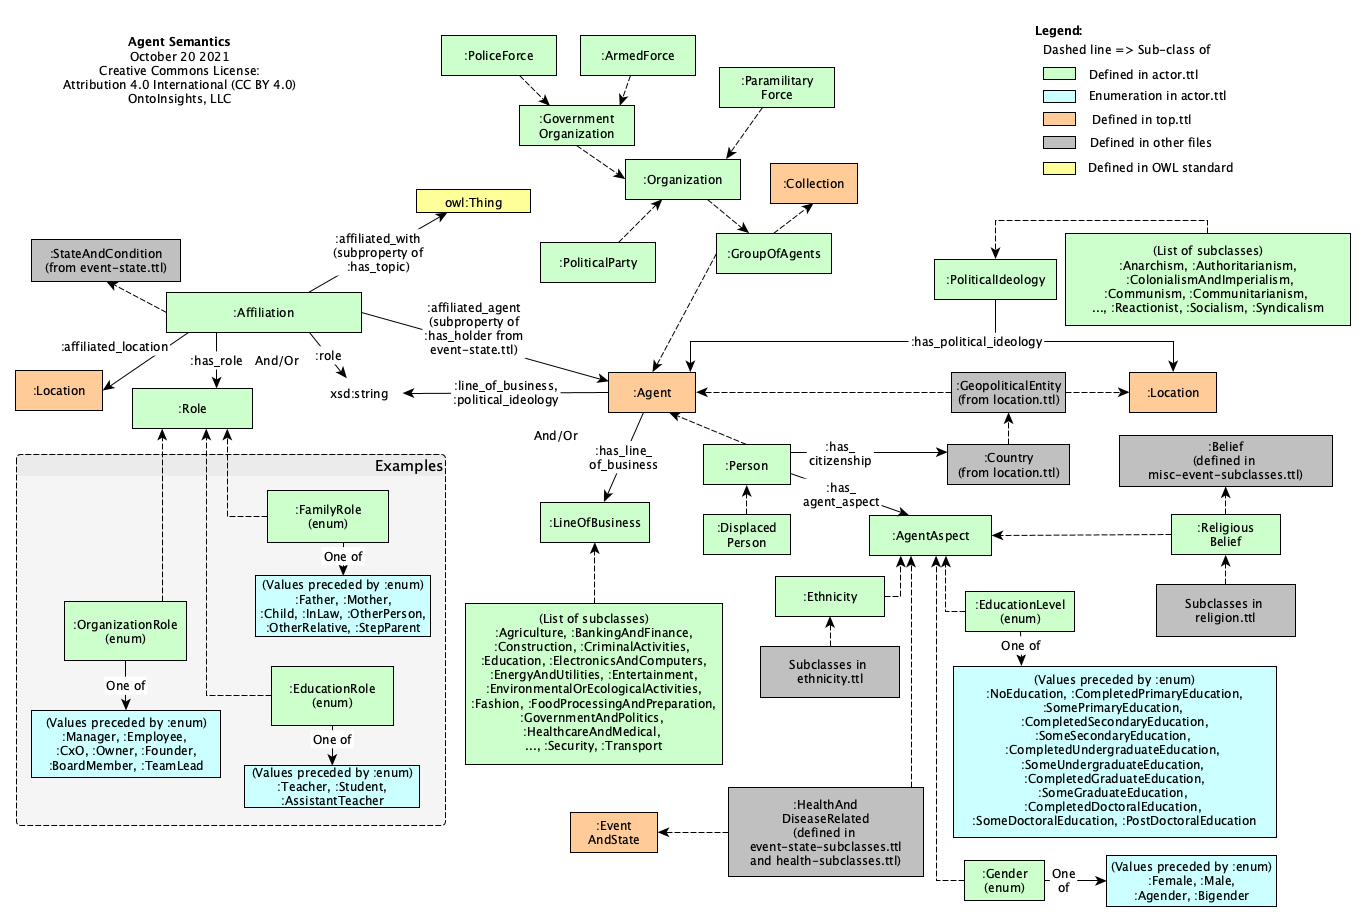 Agent Semantics
October 20 2021
Creative Commons License:
Attribution 4.0 International (CC BY 4.0)
OntoInsights, LLC
Legend:
Dashed line => Sub-class of
Defined in actor.ttl
Enumeration in actor.ttl
Defined in top.ttl
Defined in other files
Defined in OWL standard
:PoliceForce
:ArmedForce
:Paramilitary
Force
:Government
Organization
:Organization
:Collection
owl:Thing
:PoliticalParty
:GroupOfAgents
:affiliated_with
(subproperty of
:has_topic)
:StateAndCondition
(from event-state.ttl)
:Affiliation
:affiliated_agent
(subproperty of
:has_holder from
event-state.ttl)
:PoliticalIdeology
(List of subclasses)
:Anarchism, :Authoritarianism,
:ColonialismAndImperialism,
:Communism, :Communitarianism,
..., :Reactionist, :Socialism, :Syndicalism
:has_political_ideology
:affiliated_location
:has_role
And/Or
:role
:Location
:Role
xsd:string
:line_of_business,
:political_ideology
:Agent
:GeopoliticalEntity
(from location.ttl)
:Location
And/Or
:has_line_
of_business
:Person
:has_
citizenship
:Country
(from location.ttl)
:Belief
(defined in
misc-event-subclasses.ttl)
:has_
agent_aspect
:LineOfBusiness
:Displaced
Person
:AgentAspect
:Religious
Belief
Examples
:FamilyRole
(enum)
One of
(Values preceded by :enum)
:Father, :Mother,
:Child, :InLaw, :OtherPerson,
:OtherRelative, :StepParent
:OrganizationRole
(enum)
One of
(Values preceded by :enum)
:Manager, :Employee,
:CxO, :Owner, :Founder,
:BoardMember, :TeamLead
:EducationRole
(enum)
One of
(Values preceded by :enum)
:Teacher, :Student,
:AssistantTeacher
(List of subclasses)
:Agriculture, :BankingAndFinance,
:Construction, :CriminalActivities,
:Education, :ElectronicsAndComputers,
:EnergyAndUtilities, :Entertainment,
:EnvironmentalOrEcologicalActivities,
:Fashion, :FoodProcessingAndPreparation,
:GovernmentAndPolitics,
:HealthcareAndMedical,
..., :Security, :Transport
:Ethnicity
Subclasses in
ethnicity.ttl
:EducationLevel
(enum)
One of
Subclasses in
religion.ttl
(Values preceded by :enum)
:NoEducation, :CompletedPrimaryEducation,
:SomePrimaryEducation,
:CompletedSecondaryEducation,
:SomeSecondaryEducation,
:CompletedUndergraduateEducation,
:SomeUndergraduateEducation,
:CompletedGraduateEducation,
:SomeGraduateEducation,
:CompletedDoctoralEducation,
:SomeDoctoralEducation, :PostDoctoralEducation
:Event
AndState
:HealthAnd
DiseaseRelated
(defined in
event-state-subclasses.ttl
and health-subclasses.ttl)
:Gender
(enum)
One
of
(Values preceded by :enum)
:Female, :Male,
:Agender, :Bigender